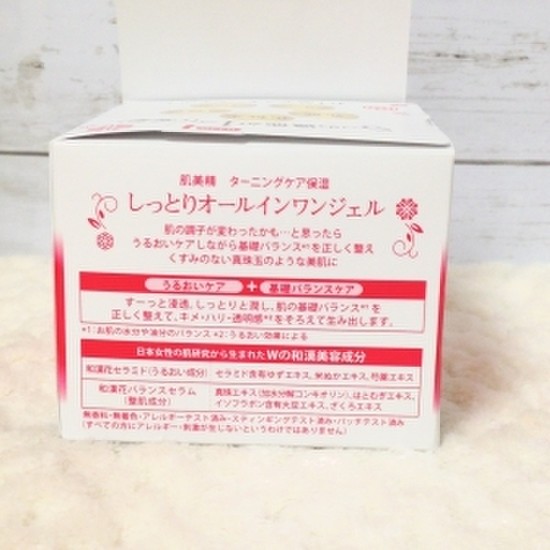 肌美精 ターニングケア保湿
しっとりオールインワンジェル
肌の調子が変わったかも…と思ったら
うるおいケアしながら基礎バランス*¹を正しく整え
くすみのない真珠玉のような美肌に
うるおいケア + 基礎バランスケア
すーっと浸透、しっとりと潤し、肌の基礎バランス*¹を
正しく整えて、キメ・ハリ・透明感*²をそろえて生み出します。
*1:お肌の水分や油分のバランス *2:うるおい効果による
日本女性の肌研究から生まれたWの和漢美容成分
和漢花セラミド(うるおい成分) セラミド含有ゆずエキス、米ぬかエキス、芍薬エキス
和漢花バランスセラム 真珠エキス(加水分解コンキオリン)、はとむぎエキス、
(整肌成分) イソフラボン含有大豆エキス、ざくろエキス
無香料・無着色・アレルギーテスト済み・スティンギングテスト済み・パッチテスト済み
(すべての方にアレルギー・刺激が生じないというわけではありません)